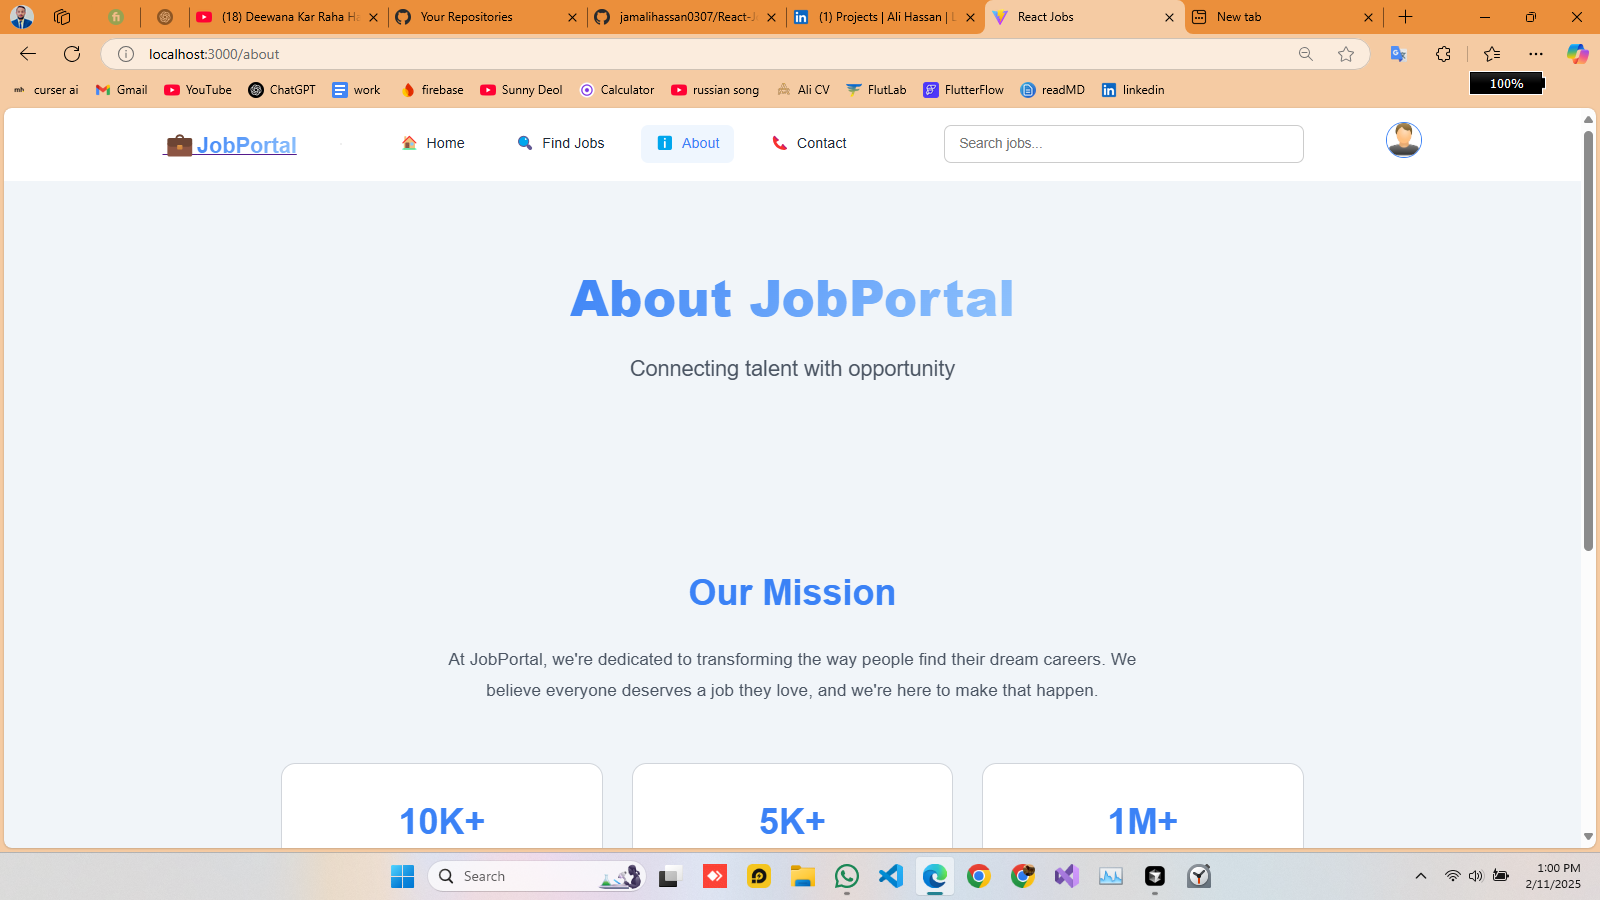 (18) Deewana Kar Raha Ha
Your Repositories
jamalihassan0307/React-Jo
(1) Projects | Ali Hassan | L
React Jobs
New tab
localhost:3000/about
curser ai
Gmail
YouTube
ChatGPT
work
firebase
Sunny Deol
Calculator
russian song
Ali CV
FlutLab
FlutterFlow
readMD
linkedin
100%
JobPortal
Home
Find Jobs
About
Contact
Search jobs...
About JobPortal
Connecting talent with opportunity
Our Mission
At JobPortal, we're dedicated to transforming the way people find their dream careers. We
believe everyone deserves a job they love, and we're here to make that happen.
10K+
5K+
1M+
Search
1:00 PM
2/11/2025